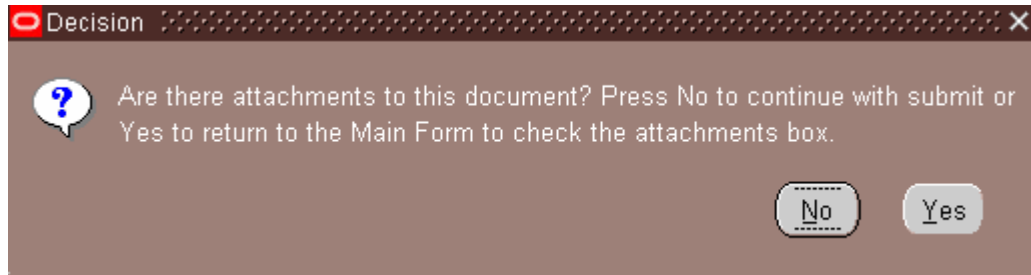 Decision
Are there attachments to this document? Press No to continue with submit or
Yes to return to the Main Form to check the attachments box.
No Yes